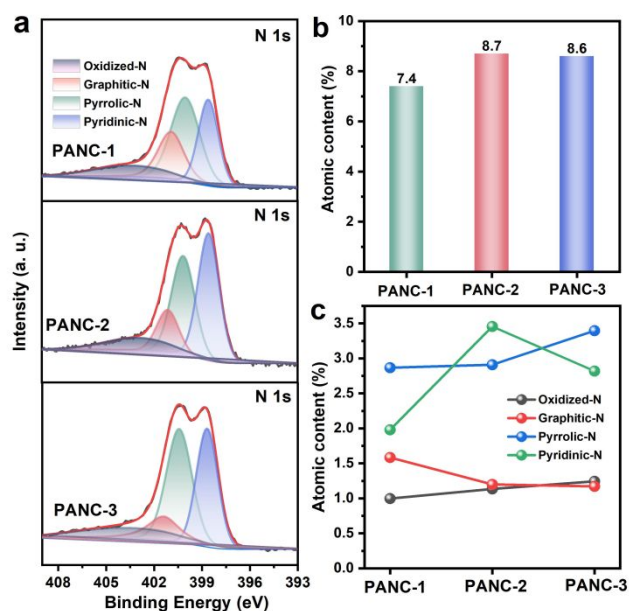 a
N 1s
Oxidized-N
Graphitic-N
Pyrrolic-N
Pyridinic-N
PANC-1
N 1s
PANC-2
N 1s
PANC-3
Intensity (a. u.)
408 405 402 399 396 393
Binding Energy (eV)
b
10
8
6
4
2
0
Atomic content (%)
7.4
8.7
8.6
PANC-1 PANC-2 PANC-3
c
3.5
3.0
2.5
2.0
1.5
1.0
0.5
0.0
Atomic content (%)
Oxidized-N
Graphitic-N
Pyrrolic-N
Pyridinic-N
PANC-1 PANC-2 PANC-3